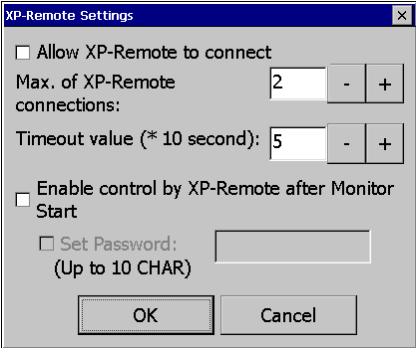 XP-Remote Settings
Allow XP-Remote to connect
Max. of XP-Remote
connections:
2
-
+
Timeout value (* 10 second):
5
-
+
Enable control by XP-Remote after Monitor
Start
Set Password:
(Up to 10 CHAR)
OK
Cancel